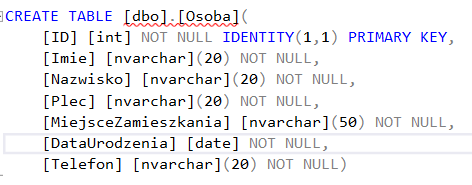 CREATE TABLE [dbo].[Osoba](
[ID] [int] NOT NULL IDENTITY(1,1) PRIMARY KEY,
[Imie] [nvarchar](20) NOT NULL,
[Nazwisko] [nvarchar](20) NOT NULL,
[Plec] [nvarchar](20) NOT NULL,
[MiejsceZamieszkania] [nvarchar](50) NOT NULL,
[DataUrodzenia] [date] NOT NULL,
[Telefon] [nvarchar](20) NOT NULL)